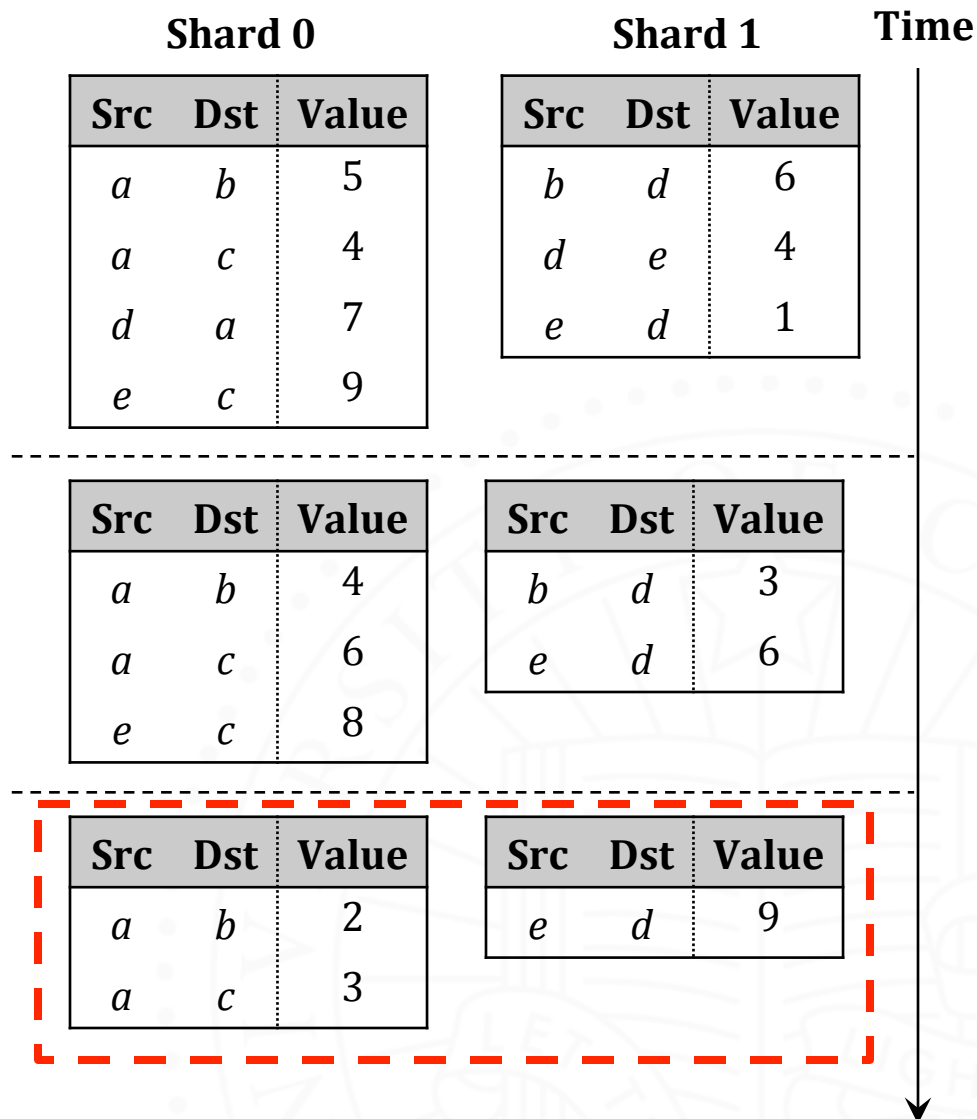 Shard 0 Shard 1 Time
Src Dst Value Src Dst Value
a b 5 b d 6
a c 4 d e 4
d a 7 e d 1
e c 9
Src Dst Value Src Dst Value
a b 4 b d 3
a c 6 e d 6
e c 8
Src Dst Value Src Dst Value
a b 2 e d 9
a c 3